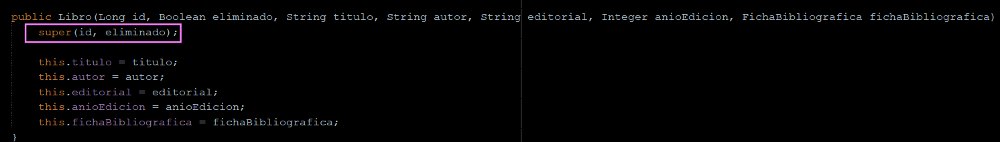 public Libro(Long id, Boolean eliminado, String titulo, String autor, String editorial, Integer anioEdicion, FichaBibliografica fichaBibliografica)
super(id, eliminado);
this.titulo = titulo;
this.autor = autor;
this.editorial = editorial;
this.anioEdicion = anioEdicion;
this.fichaBibliografica = fichaBibliografica;
}